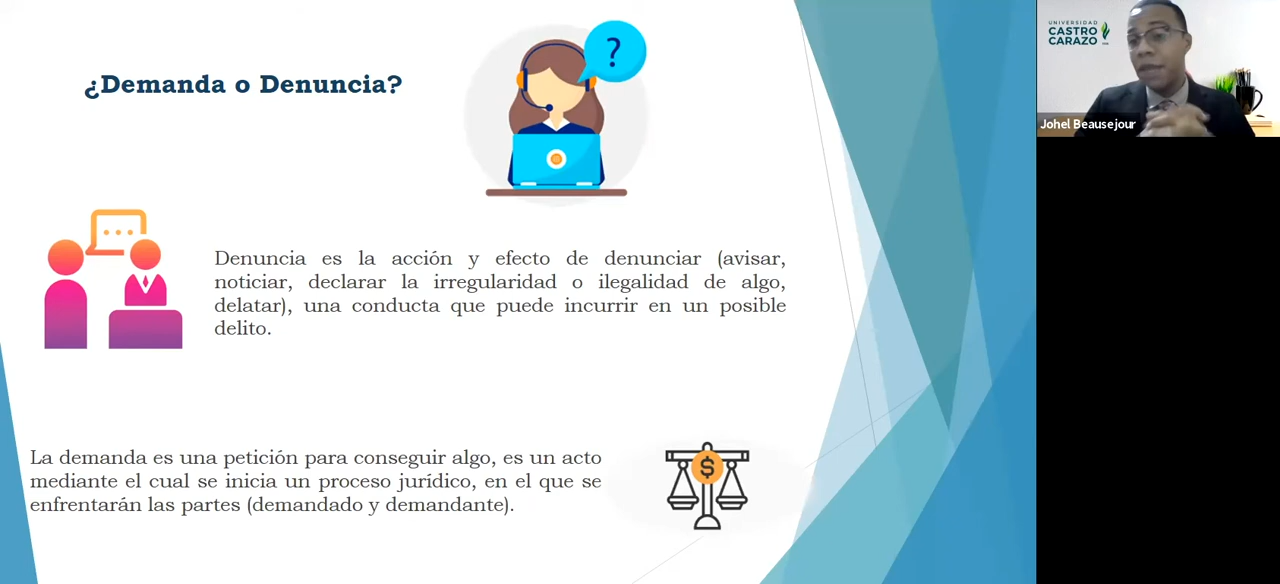 ¿Demanda o Denuncia?
?
Denuncia es la acción y efecto de denunciar (avisar,
noticiar, declarar la irregularidad o ilegalidad de algo,
delatar), una conducta que puede incurrir en un posible
delito.
La demanda es una petición para conseguir algo, es un acto
mediante el cual se inicia un proceso jurídico, en el que se
enfrentarán las partes (demandado y demandante).
$
UNIVERSIDAD
CASTRO
CARAZO
Johel Beausejour